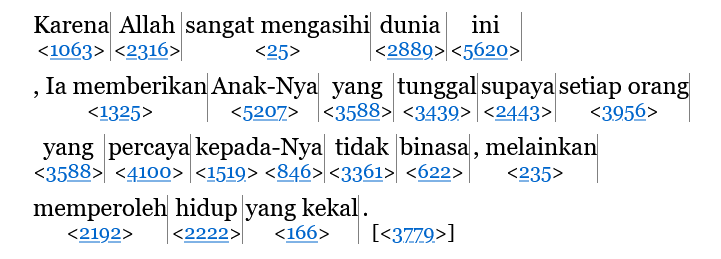 Karena Allah sangat mengasihi dunia ini
<1063> <2316> <25> <2889> <5620>
, Ia memberikan Anak-Nya yang tunggal supaya setiap orang
<1325> <5207> <3588> <3439> <2443> <3956>
yang percaya kepada-Nya tidak binasa, melainkan
<3588> <4100> <1519> <846> <3361> <622> <235>
memperoleh hidup yang kekal.
<2192> <2222> <166> [<3779>]